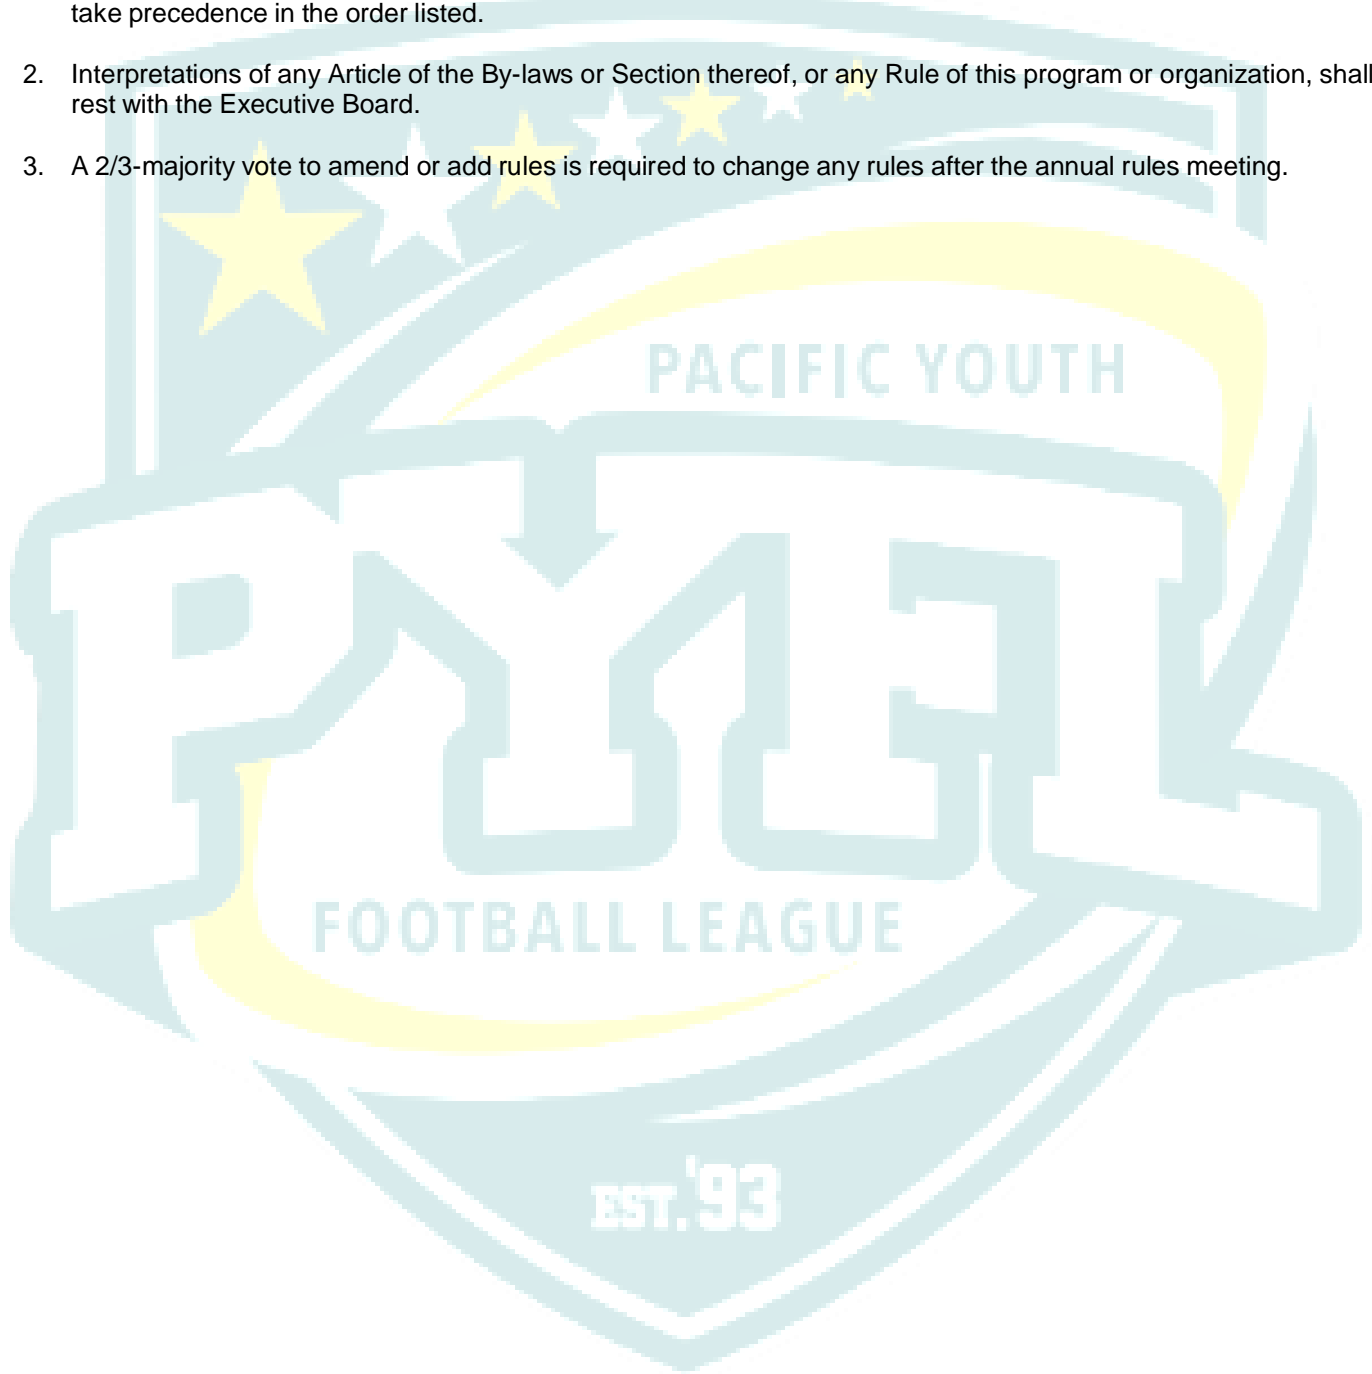 take precedence in the order listed.
2. Interpretations of any Article of the By-laws or Section thereof, or any Rule of this program or organization, shall
rest with the Executive Board.
3. A 2/3-majority vote to amend or add rules is required to change any rules after the annual rules meeting.
PACIFIC YOUTH
PYFL
FOOTBALL LEAGUE
EST. '93